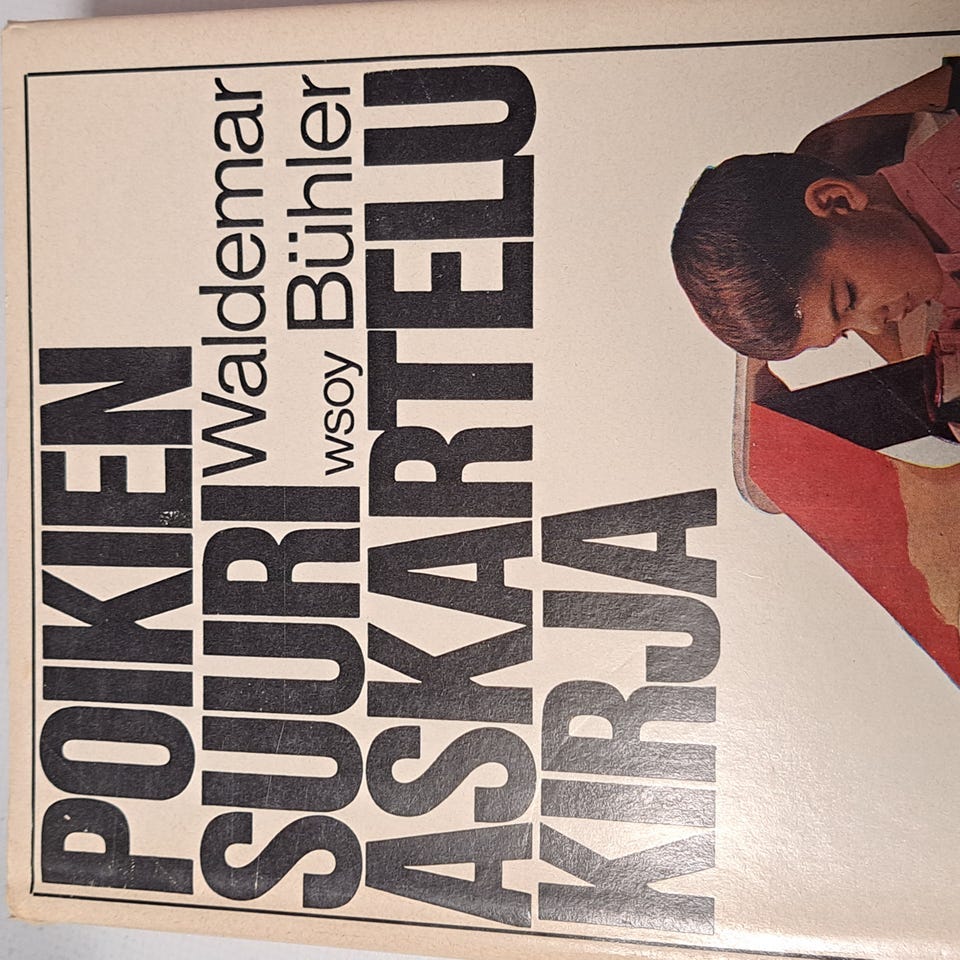 POIKIEN
SUURI Waldemar
wsoy Bühler
ASKARTELU
KIRJA